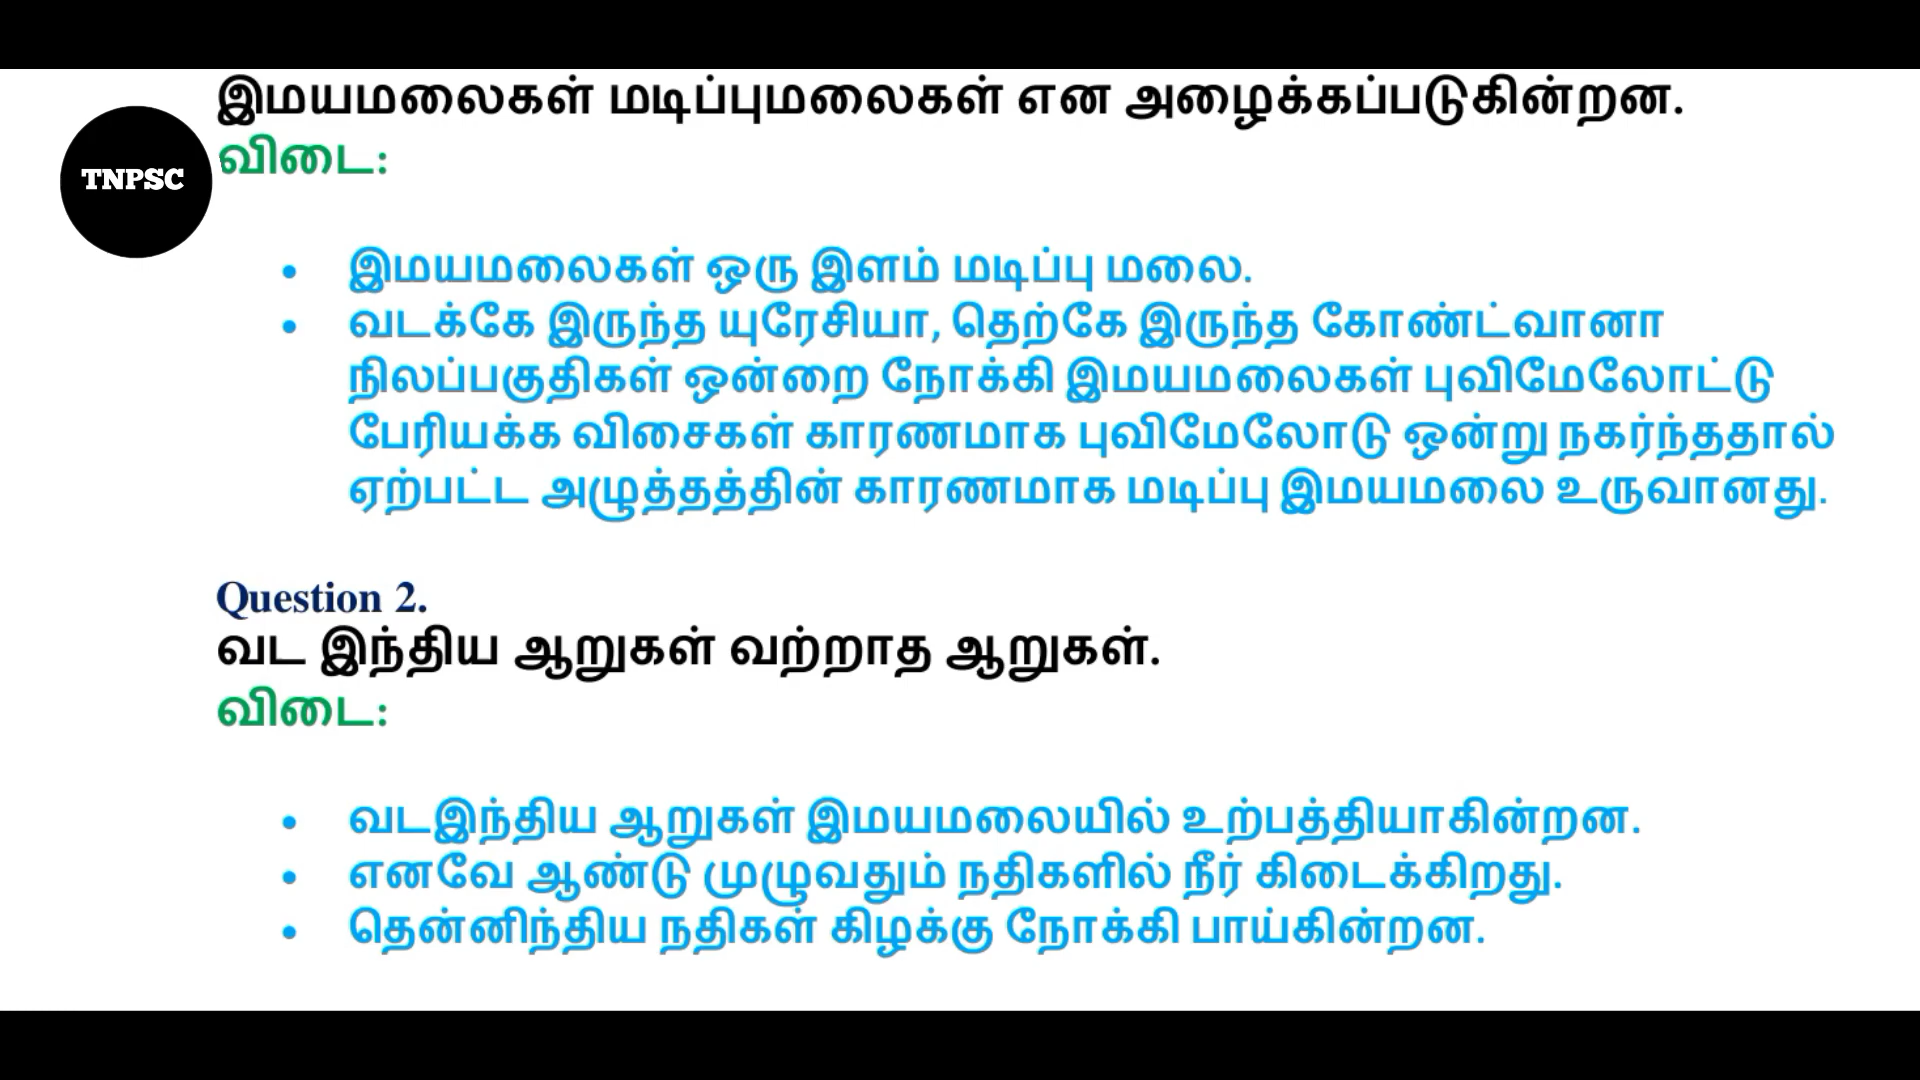 இமயமலைகள் மடிப்புமலைகள் என அழைக்கப்படுகின்றன.
TNPSC
விடை:
• இமயமலைகள் ஒரு இளம் மடிப்பு மலை.
• வடக்கே இருந்த யுரேசியா, தெற்கே இருந்த கோண்ட்வானா
நிலப்பகுதிகள் ஒன்றை நோக்கி இமயமலைகள் புவிமேலோட்டு
பேரியக்க விசைகள் காரணமாக புவிமேலோடு ஒன்று நகர்ந்ததால்
ஏற்பட்ட அழுத்தத்தின் காரணமாக மடிப்பு இமயமலை உருவானது.
Question 2.
வட இந்திய ஆறுகள் வற்றாத ஆறுகள்.
விடை:
• வடஇந்திய ஆறுகள் இமயமலையில் உற்பத்தியாகின்றன.
• எனவே ஆண்டு முழுவதும் நதிகளில் நீர் கிடைக்கிறது.
• தென்னிந்திய நதிகள் கிழக்கு நோக்கி பாய்கின்றன.